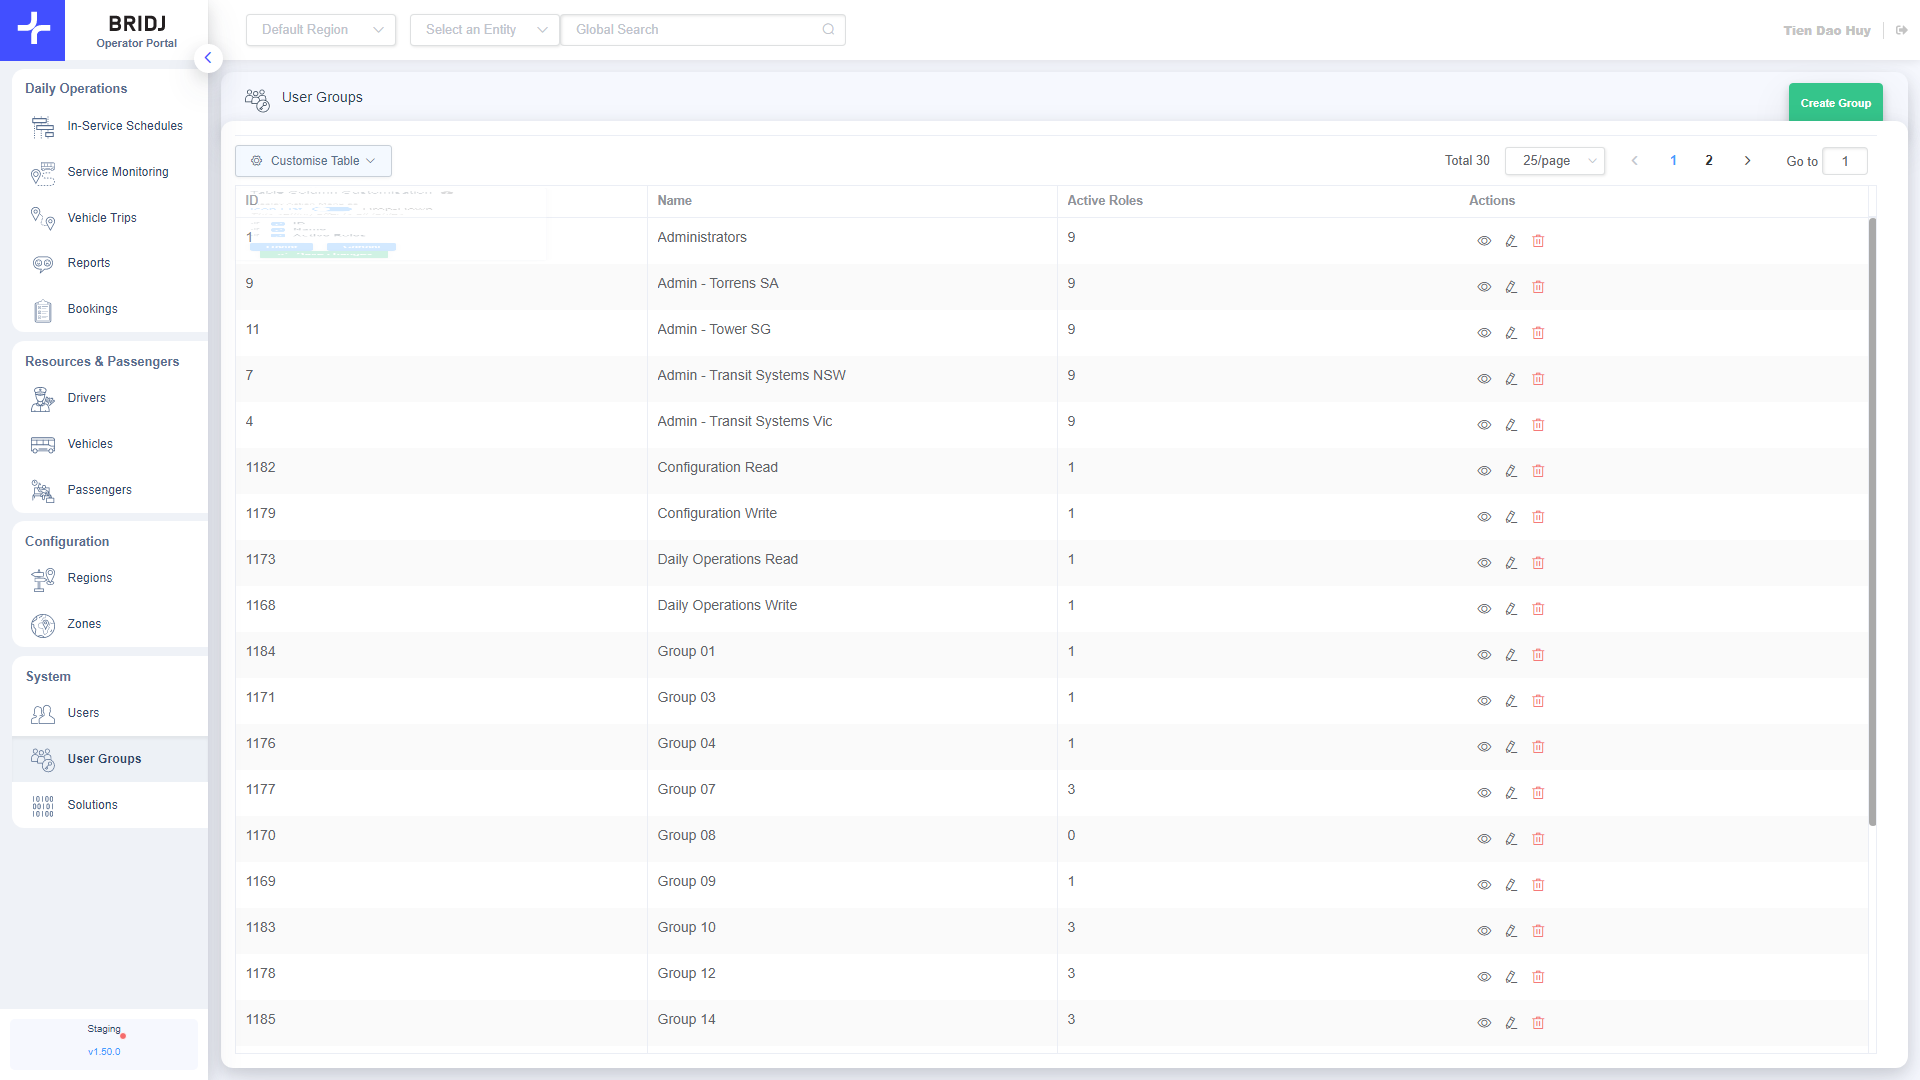 BRIDJ
Operator Portal
Default Region
Select an Entity
Global Search
Tien Dao Huy
Daily Operations
In-Service Schedules
Service Monitoring
Vehicle Trips
Reports
Bookings
Resources & Passengers
Drivers
Vehicles
Passengers
Configuration
Regions
Zones
System
Users
User Groups
10100
00101
10100
Solutions
Staging
v1.50.0
User Groups
Create Group
Customise Table
Total 30
25/page
1
2
Go to
1
ID Name Active Roles Actions
1 Administrators 9
9 Admin - Torrens SA 9
11 Admin - Tower SG 9
7 Admin - Transit Systems NSW 9
4 Admin - Transit Systems Vic 9
1182 Configuration Read 1
1179 Configuration Write 1
1173 Daily Operations Read 1
1168 Daily Operations Write 1
1184 Group 01 1
1171 Group 03 1
1176 Group 04 1
1177 Group 07 3
1170 Group 08 0
1169 Group 09 1
1183 Group 10 3
1178 Group 12 3
1185 Group 14 3